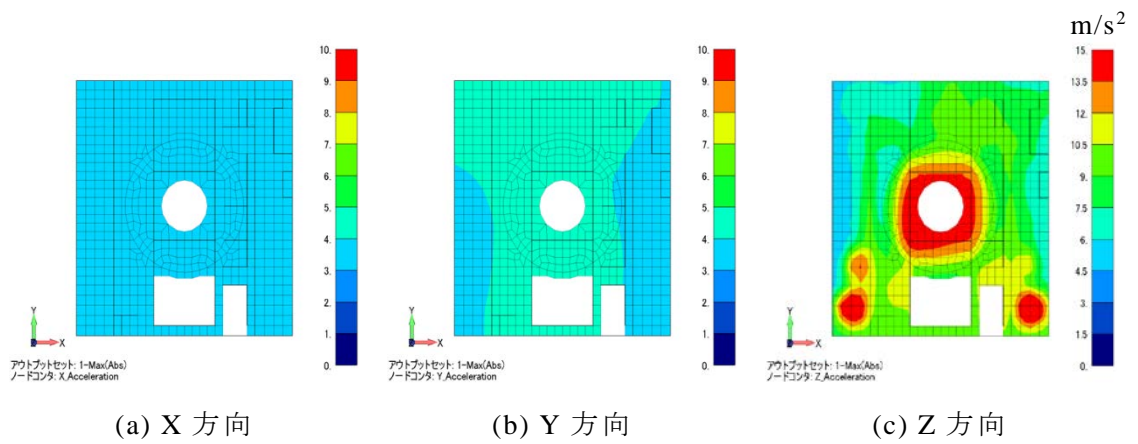 m/s²
10.
9.
8.
7.
6.
5.
4.
3.
2.
1.
0.
Y
X
アウトプットセット: 1-Max(Abs)
ノードコンタ: X_Acceleration
(a) X 方向
10.
9.
8.
7.
6.
5.
4.
3.
2.
1.
0.
Y
X
アウトプットセット: 1-Max(Abs)
ノードコンタ: Y_Acceleration
(b) Y 方向
15.
13.5
12.
10.5
9.
7.5
6.
4.5
3.
1.5
0.
Y
X
アウトプットセット: 1-Max(Abs)
ノードコンタ: Z_Acceleration
(c) Z 方向